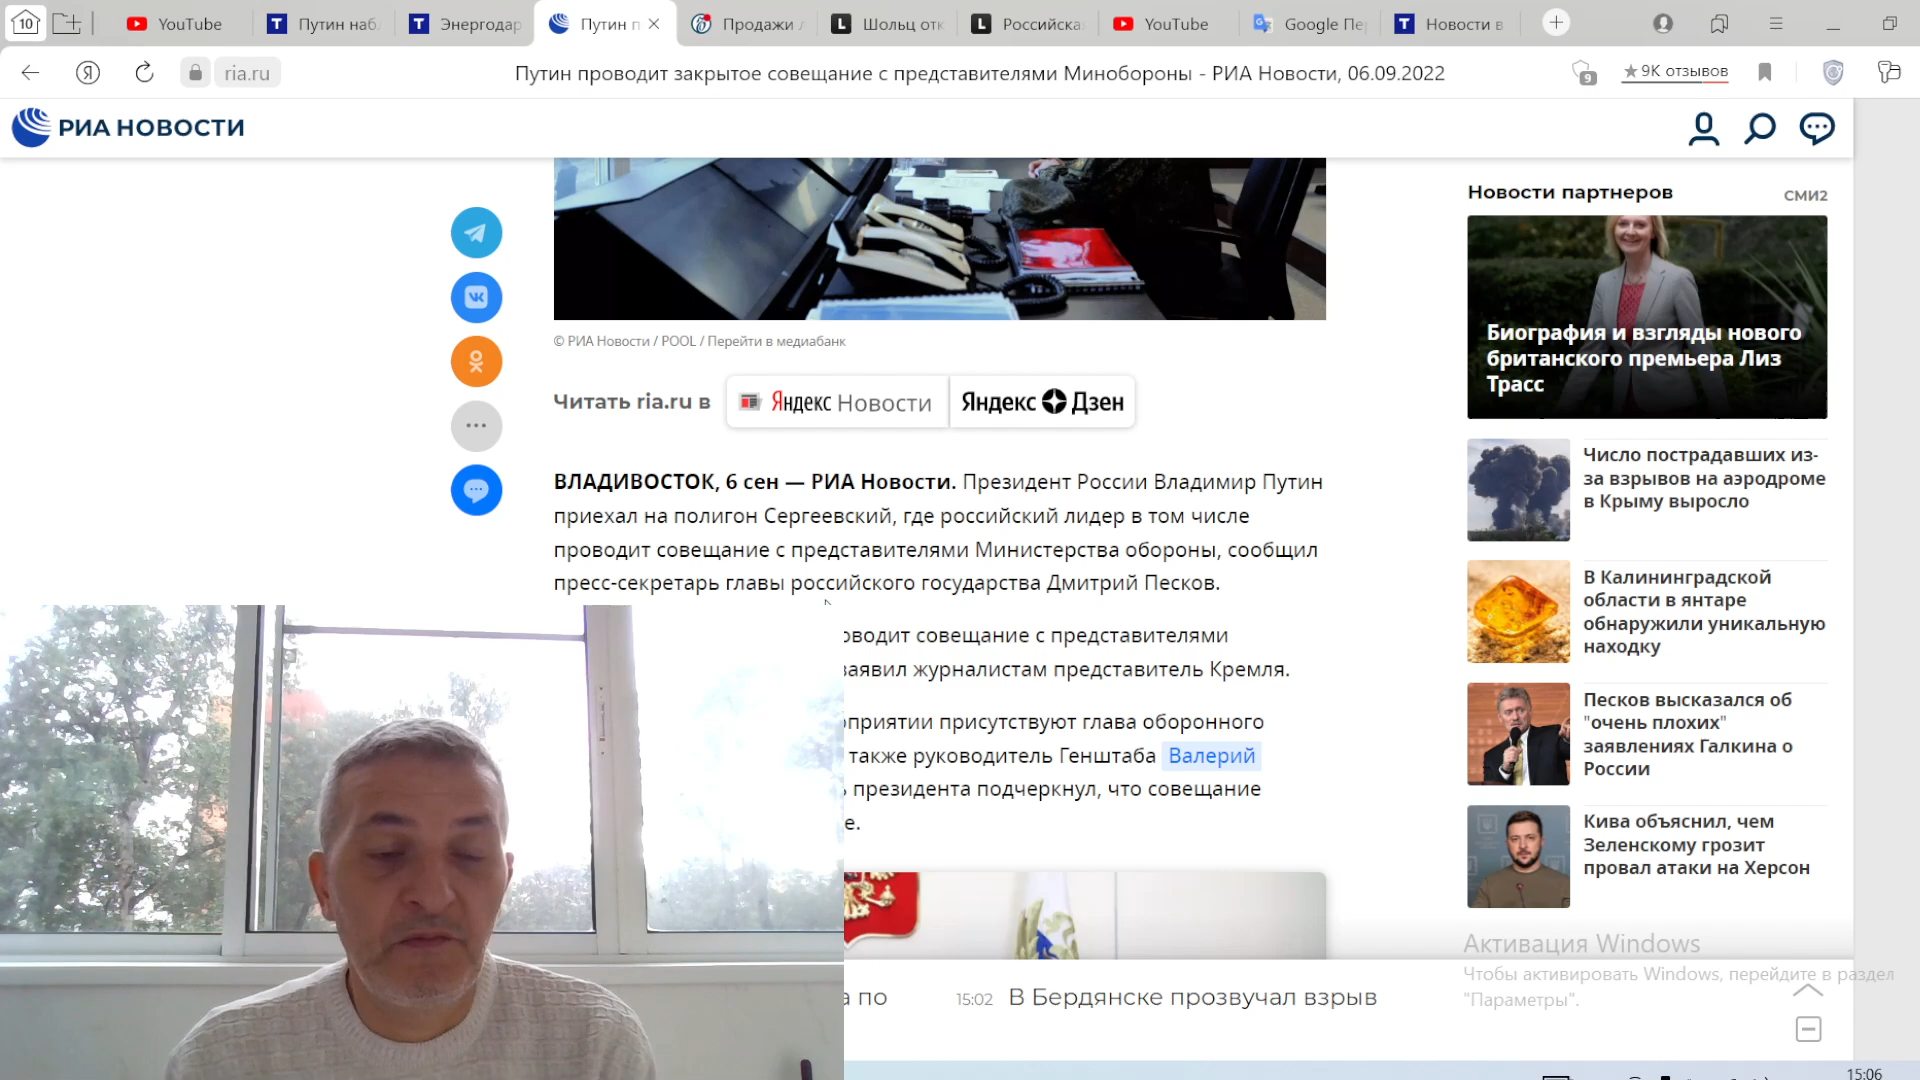 10
YouTube
Путин наб
Энергодар
Путин п
Продажи л
Шольц отк
Российска
YouTube
Google Пе
Новости в
ria.ru
Путин проводит закрытое совещание с представителями Минобороны - РИА Новости, 06.09.2022
9
★ 9K отзывов
РИА НОВОСТИ
© РИА Новости / POOL / Перейти в медиабанк
Читать ria.ru в
Яндекс Новости
Яндекс Дзен
ВЛАДИВОСТОК, 6 сен — РИА Новости. Президент России Владимир Путин
приехал на полигон Сергеевский, где российский лидер в том числе
проводит совещание с представителями Министерства обороны, сообщил
пресс-секретарь главы российского государства Дмитрий Песков.
оводит совещание с представителями
заявил журналистам представитель Кремля.
оприятии присутствуют глава оборонного
также руководитель Генштаба Валерий
ь президента подчеркнул, что совещание
е.
Новости партнеров
СМИ2
Биография и взгляды нового
британского премьера Лиз
Трасс
Число пострадавших из-
за взрывов на аэродроме
в Крыму выросло
В Калининградской
области в янтаре
обнаружили уникальную
находку
Песков высказался об
"очень плохих"
заявлениях Галкина о
России
Кива объяснил, чем
Зеленскому грозит
провал атаки на Херсон
Активация Windows
Чтобы активировать Windows, перейдите в раздел
"Параметры".
а по
15:02 В Бердянске прозвучал взрыв
15:06